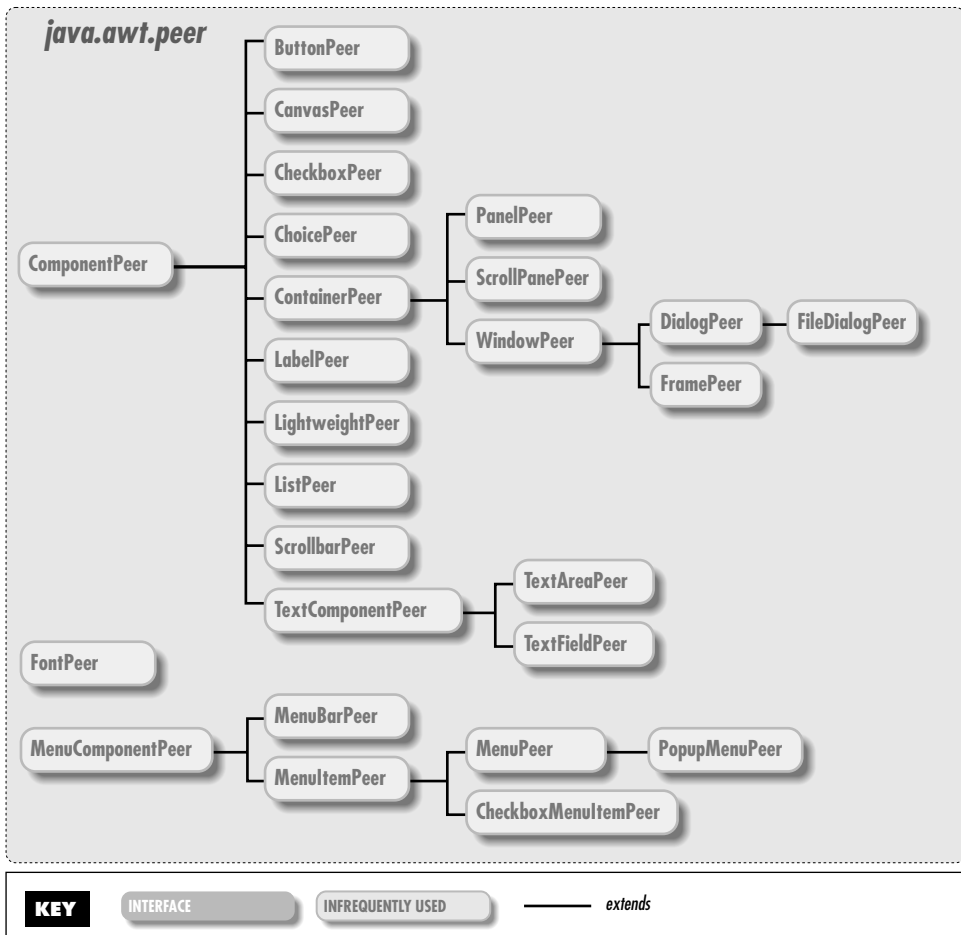 java.awt.peer
ButtonPeer
CanvasPeer
CheckboxPeer
ChoicePeer
ComponentPeer
ContainerPeer
PanelPeer
ScrollPanePeer
WindowPeer
DialogPeer
FileDialogPeer
FramePeer
LabelPeer
LightweightPeer
ListPeer
ScrollbarPeer
TextComponentPeer
TextAreaPeer
TextFieldPeer
FontPeer
MenuComponentPeer
MenuBarPeer
MenuItemPeer
MenuPeer
PopupMenuPeer
CheckboxMenuItemPeer
KEY
INTERFACE
INFREQUENTLY USED
extends